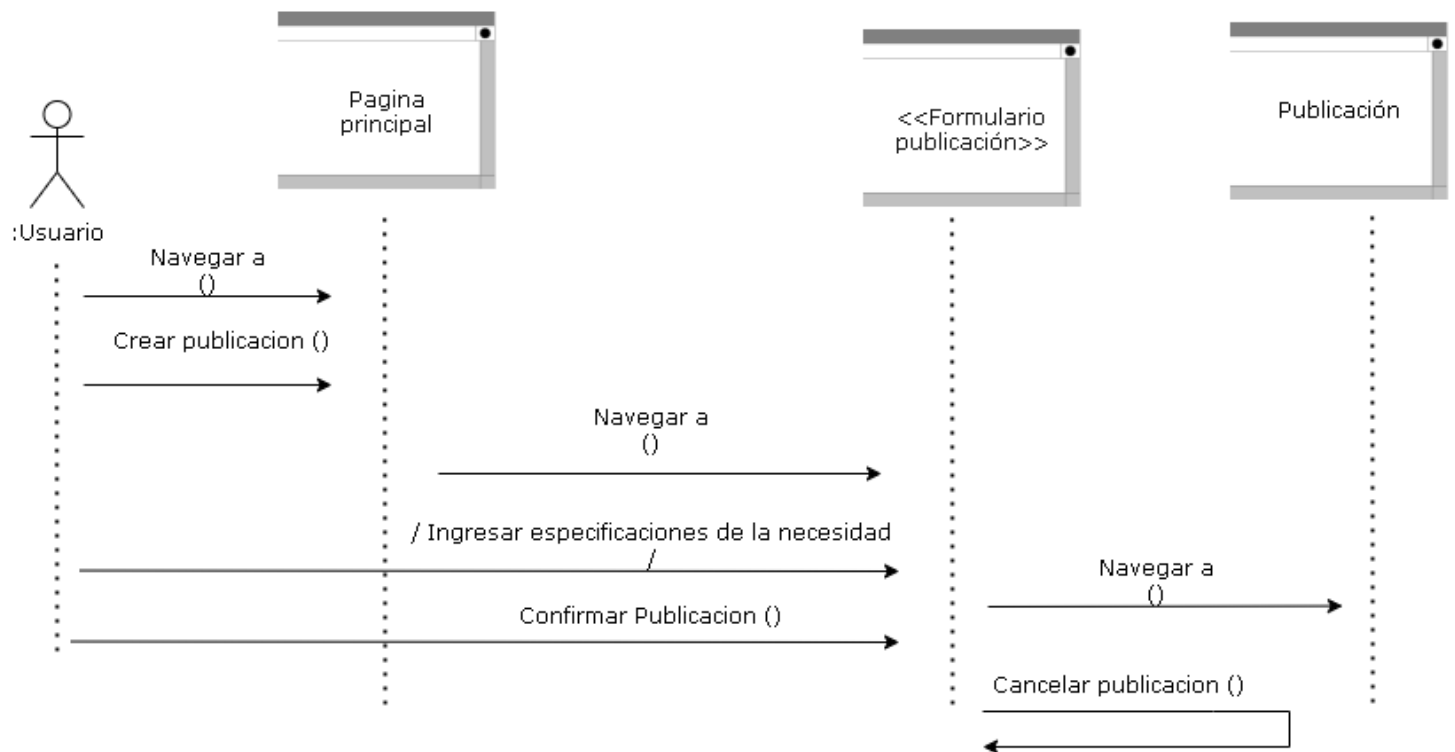 Pagina
principal
<<Formulario
publicación>>
Publicación
:Usuario
Navegar a
()
Crear publicacion ()
Navegar a
()
/ Ingresar especificaciones de la necesidad
/
Navegar a
()
Confirmar Publicacion ()
Cancelar publicacion ()